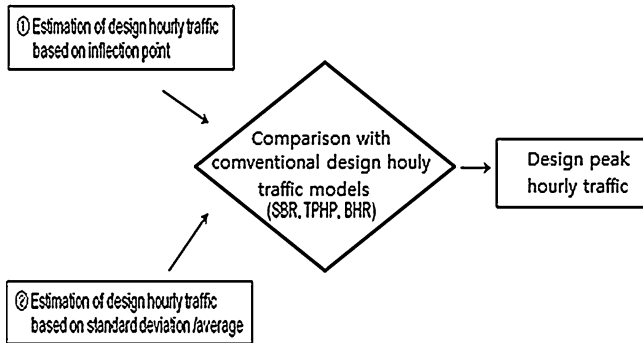 ① Estimation of design hourly traffic
based on inflection point
Comparison with
comventional design houly
traffic models
(SBR, TPHP, BHR)
Design peak
hourly traffic
② Estimation of design hourly traffic
based on standard deviation /average